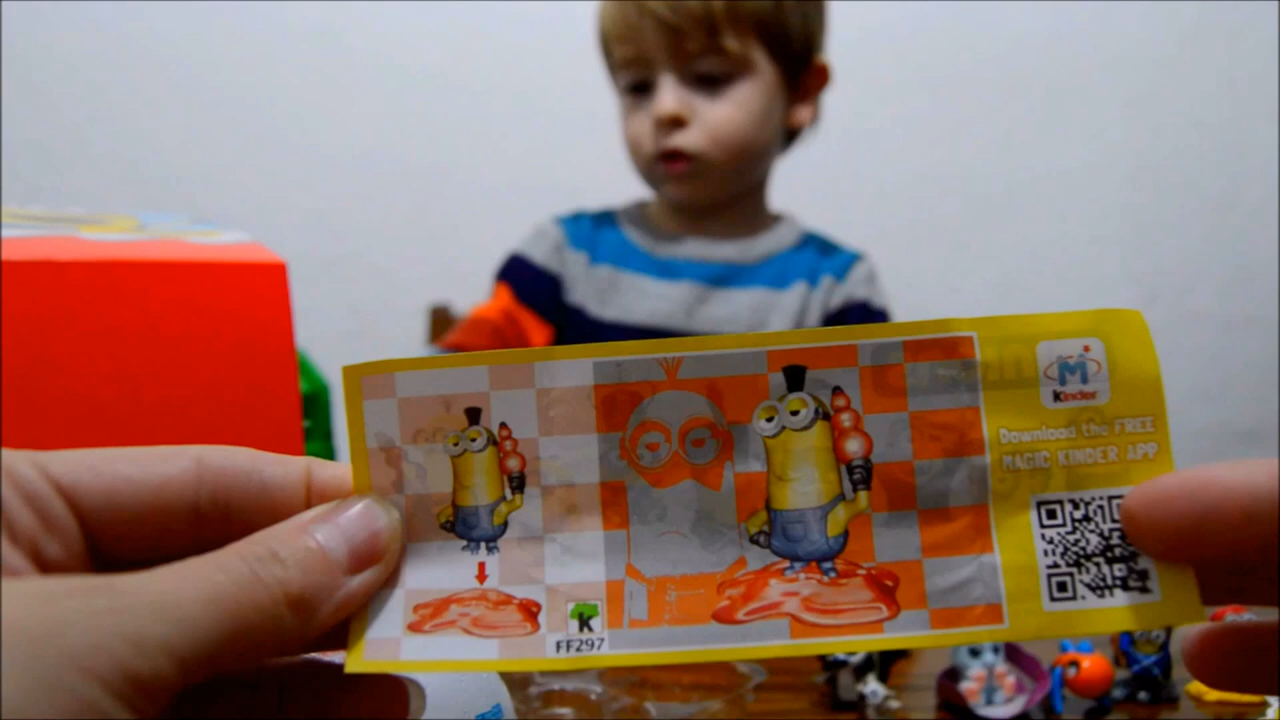 M
Kinder
Download the FREE
MAGIC KINDER APP
K
FF297